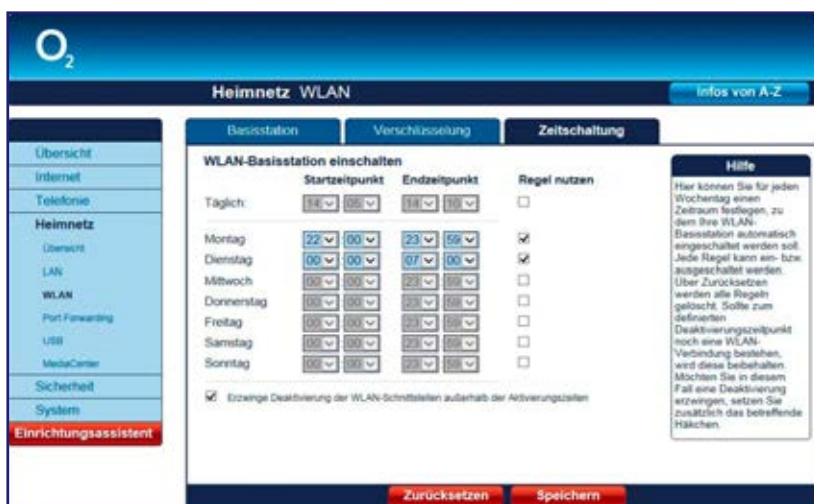 O2
Heimnetz WLAN
Infos von A-Z
Basisstation Verschlüsselung Zeitschaltung
Übersicht
Internet
Telefonie
Heimnetz
Übersicht
LAN
WLAN
Port Forwarding
USB
MediaCenter
Sicherheit
System
Einrichtungsassistent
WLAN-Basisstation einschalten
Startzeitpunkt Endzeitpunkt Regel nutzen
Täglich: 14 05 14 10
Montag 22 : 00 23 : 59
Dienstag 00 : 00 07 : 00
Mittwoch 00 : 00 23 : 59
Donnerstag 00 : 00 23 : 59
Freitag 00 : 00 23 : 59
Samstag 00 : 00 23 : 59
Sonntag 00 : 00 23 : 59
Erzwinge Deaktivierung der WLAN-Schnittstellen außerhalb der Aktivierungszeiten
Hilfe
Hier können Sie für jeden
Wochentag einen
Zeitraum festlegen, zu
dem Ihre WLAN-
Basisstation automatisch
eingeschaltet werden soll.
Jede Regel kann ein- bzw.
ausgeschaltet werden.
Über Zurücksetzen
werden alle Regeln
gelöscht. Sollte zum
definierten
Deaktivierungszeitpunkt
noch eine WLAN-
Verbindung bestehen,
wird diese beibehalten.
Möchten Sie in diesem
Fall eine Deaktivierung
erzwingen, setzen Sie
zusätzlich das betreffende
Häkchen.
Zurücksetzen Speichern